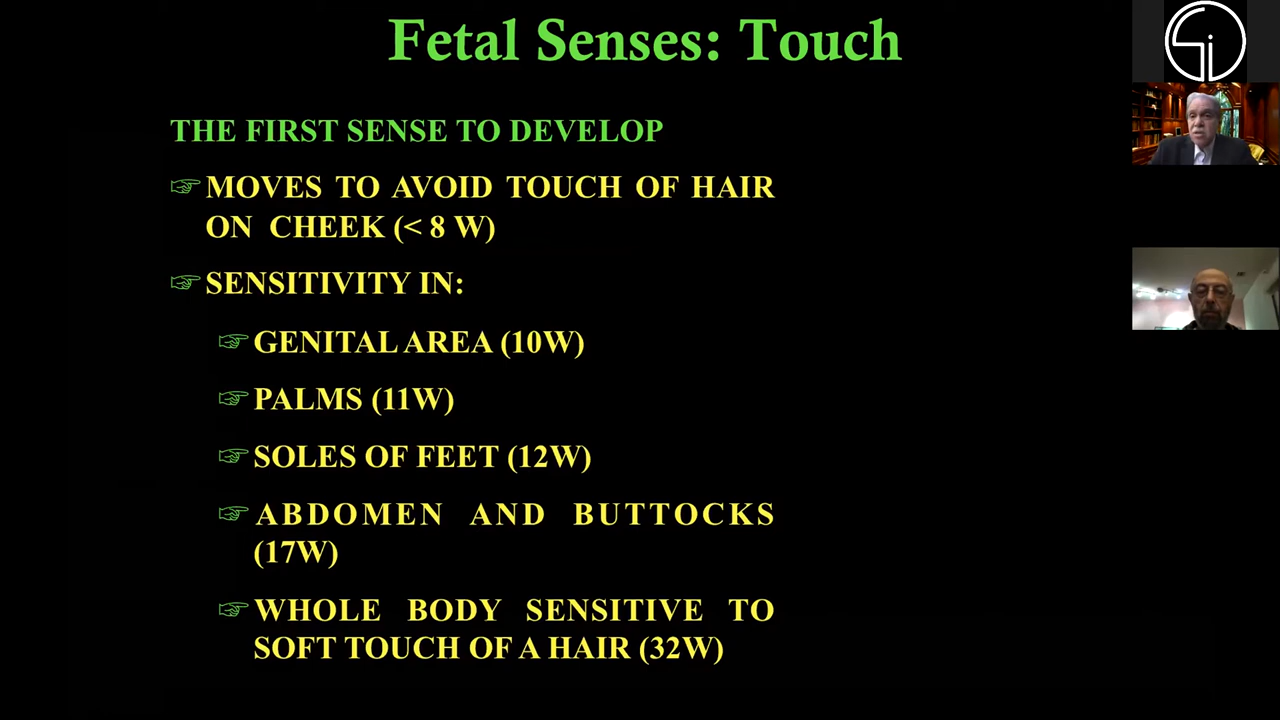 Fetal Senses: Touch
THE FIRST SENSE TO DEVELOP
☞ MOVES TO AVOID TOUCH OF HAIR
ON CHEEK (< 8 W)
☞ SENSITIVITY IN:
☞ GENITAL AREA (10W)
☞ PALMS (11W)
☞ SOLES OF FEET (12W)
☞ ABDOMEN AND BUTTOCKS
(17W)
☞ WHOLE BODY SENSITIVE TO
SOFT TOUCH OF A HAIR (32W)